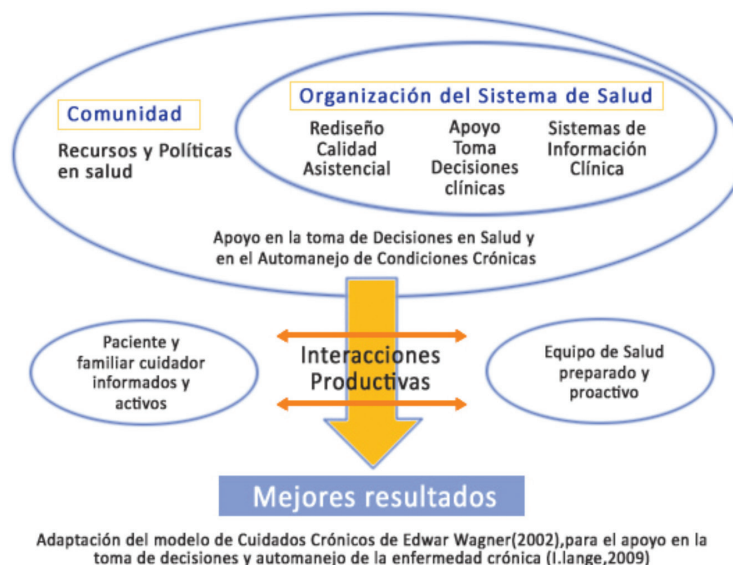 Comunidad
Recursos y Políticas
en salud
Organización del Sistema de Salud
Rediseño
Calidad
Asistencial
Apoyo
Toma
Decisiones
clínicas
Sistemas de
Información
Clínica
Apoyo en la toma de Decisiones en Salud y
en el Automanejo de Condiciones Crónicas
Paciente y
familiar cuidador
informados y
activos
Interacciones
Productivas
Equipo de Salud
preparado y
proactivo
Mejores resultados
Adaptación del modelo de Cuidados Crónicos de Edwar Wagner(2002),para el apoyo en la
toma de decisiones y automanejo de la enfermedad crónica (I.lange,2009)